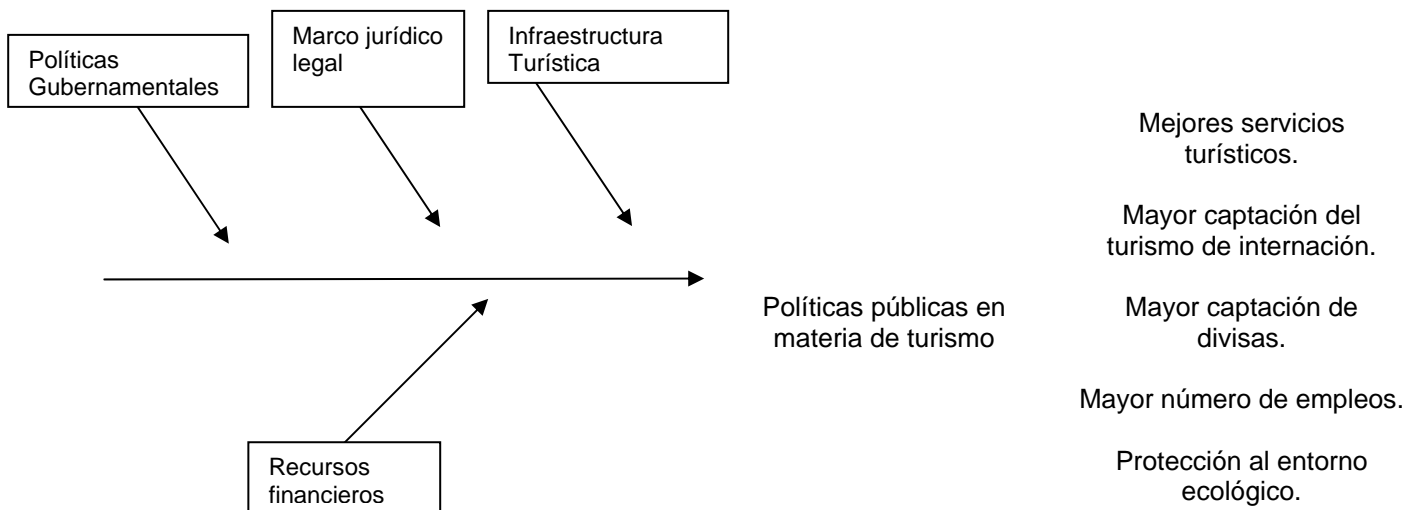 Políticas
Gubernamentales
Marco jurídico
legal
Infraestructura
Turística
Recursos
financieros
Políticas públicas en
materia de turismo
Mejores servicios
turísticos.
Mayor captación del
turismo de internación.
Mayor captación de
divisas.
Mayor número de empleos.
Protección al entorno
ecológico.